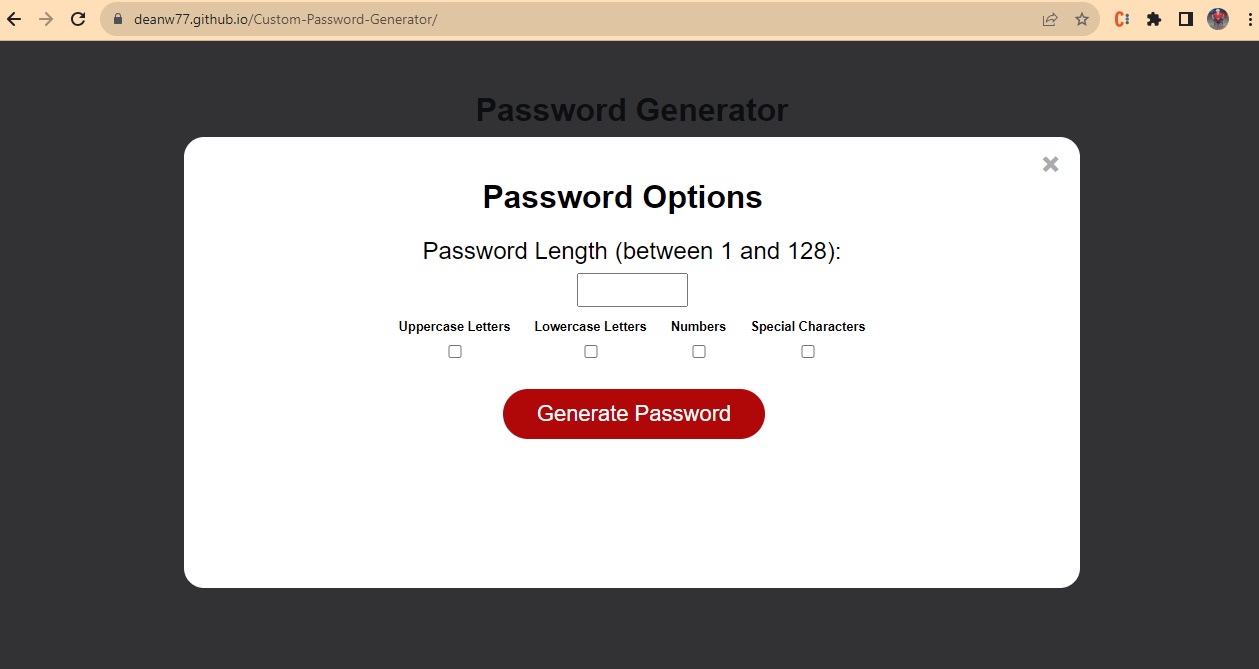 deanw77.github.io/Custom-Password-Generator/
Password Generator
Password Options
Password Length (between 1 and 128):
Uppercase Letters Lowercase Letters Numbers Special Characters
Generate Password